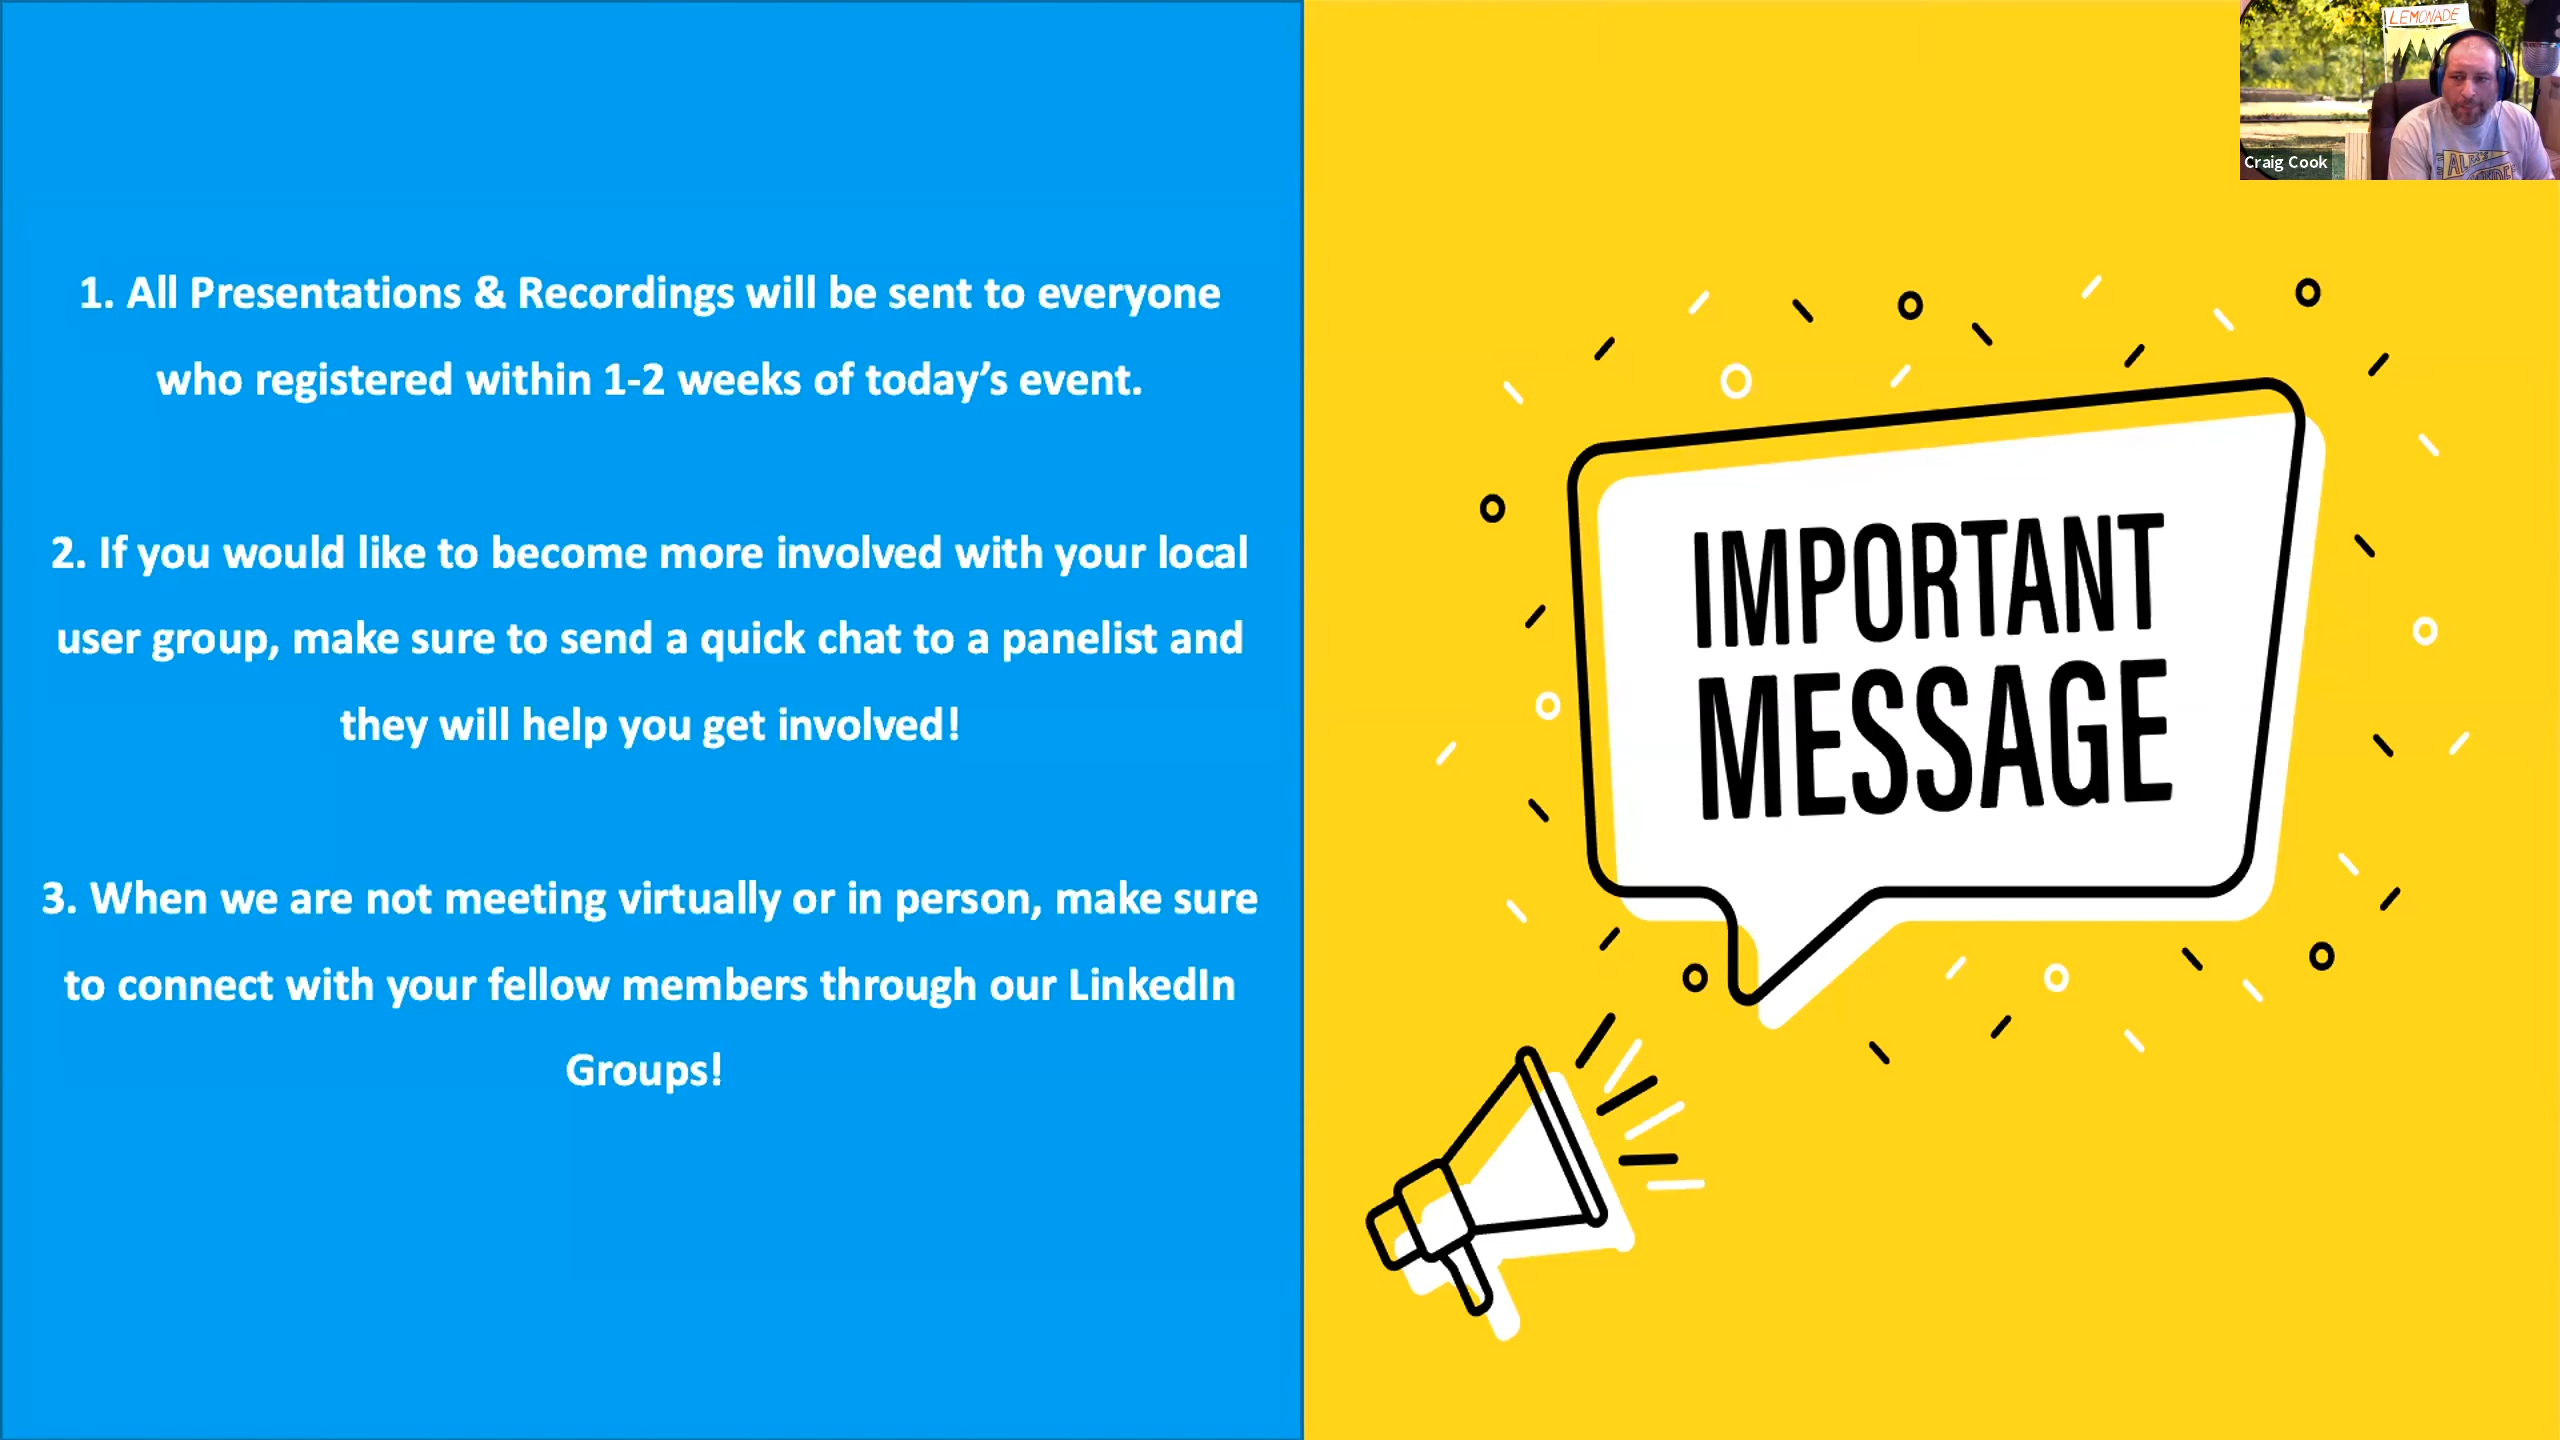 1. All Presentations & Recordings will be sent to everyone
who registered within 1-2 weeks of today’s event.
2. If you would like to become more involved with your local
user group, make sure to send a quick chat to a panelist and
they will help you get involved!
3. When we are not meeting virtually or in person, make sure
to connect with your fellow members through our LinkedIn
Groups!
IMPORTANT
MESSAGE
LEMONADE
Craig Cook